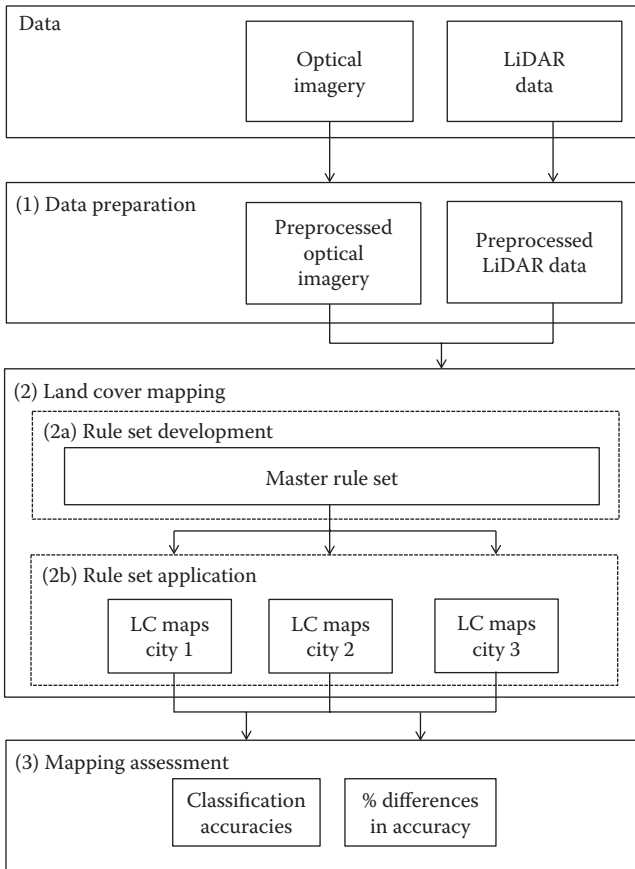 Data
Optical
imagery
LiDAR
data
(1) Data preparation
Preprocessed
optical
imagery
Preprocessed
LiDAR data
(2) Land cover mapping
(2a) Rule set development
Master rule set
(2b) Rule set application
LC maps
city 1
LC maps
city 2
LC maps
city 3
(3) Mapping assessment
Classification
accuracies
% differences
in accuracy